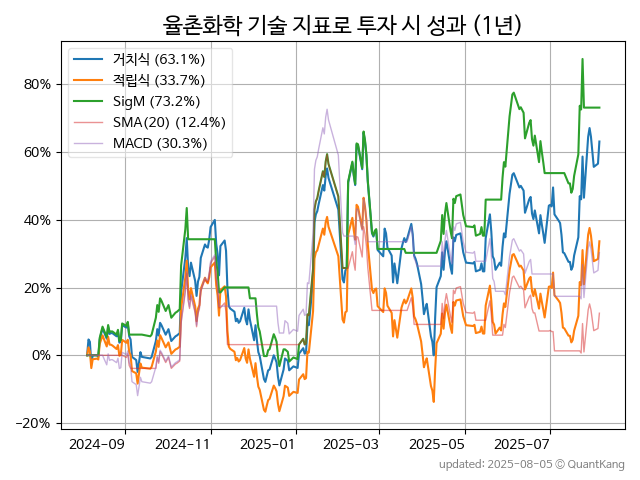 율촌화학 기술 지표로 투자 시 성과 (1년)
거치식 (63.1%)
적립식 (33.7%)
SigM (73.2%)
SMA(20) (12.4%)
MACD (30.3%)
80%
60%
40%
20%
0%
−20%
2024-09 2024-11 2025-01 2025-03 2025-05 2025-07
updated: 2025-08-05 © QuantKang